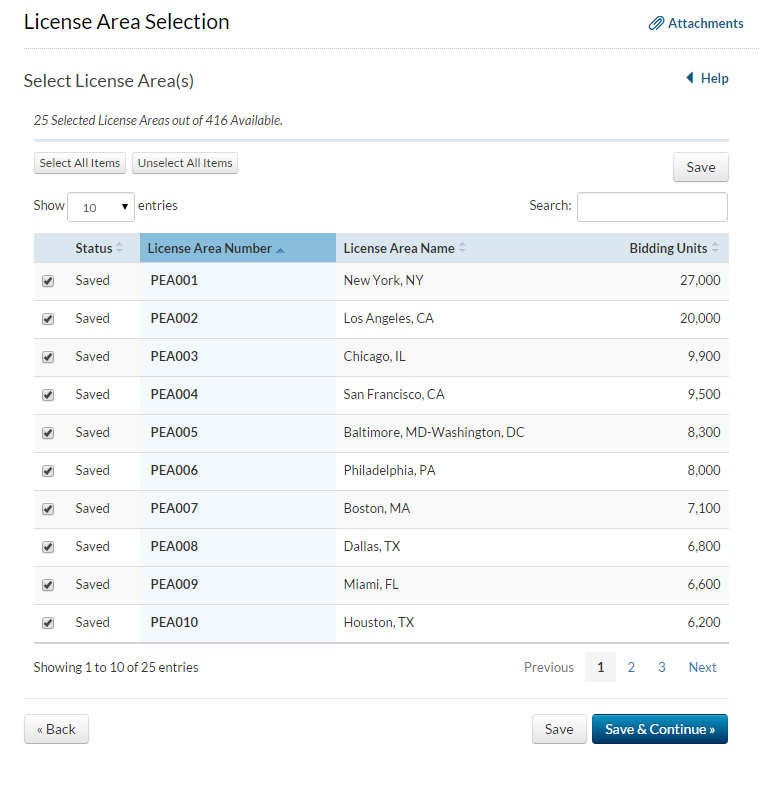 License Area Selection
Attachments
Select License Area(s)
Help
25 Selected License Areas out of 416 Available.
Select All Items Unselect All Items
Save
Show 10 entries
Search:
Status License Area Number License Area Name Bidding Units
Saved PEA001 New York, NY 27,000
Saved PEA002 Los Angeles, CA 20,000
Saved PEA003 Chicago, IL 9,900
Saved PEA004 San Francisco, CA 9,500
Saved PEA005 Baltimore, MD-Washington, DC 8,300
Saved PEA006 Philadelphia, PA 8,000
Saved PEA007 Boston, MA 7,100
Saved PEA008 Dallas, TX 6,800
Saved PEA009 Miami, FL 6,600
Saved PEA010 Houston, TX 6,200
Showing 1 to 10 of 25 entries
Previous 1 2 3 Next
« Back
Save
Save & Continue »